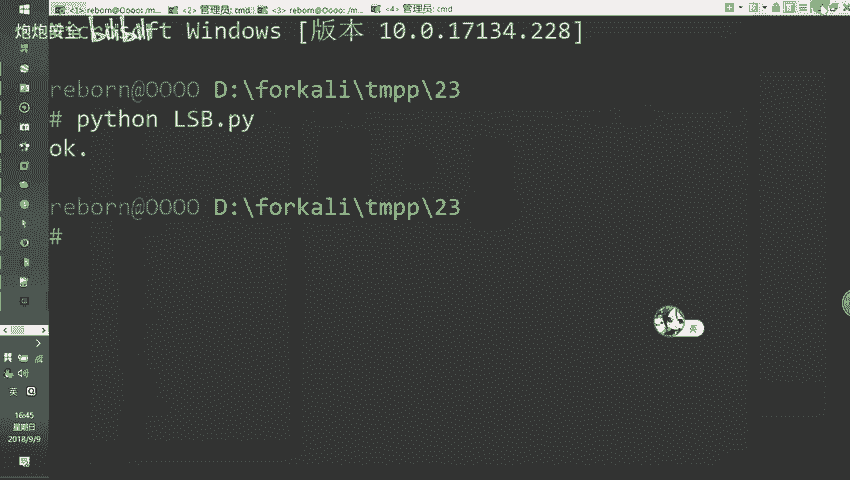 <1> reborn@Oooo: /m... <2> 管理员: cmd <3> reborn@Oooo: /m... <4> 管理员: cmd
炮炮安全 bilibili
Microsoft Windows [版本 10.0.17134.228]
reborn@OOOO D:\forkali\tmpp\23
# python LSB.py
ok.
reborn@OOOO D:\forkali\tmpp\23
#
英
英
16:45
星期日
2018/9/9